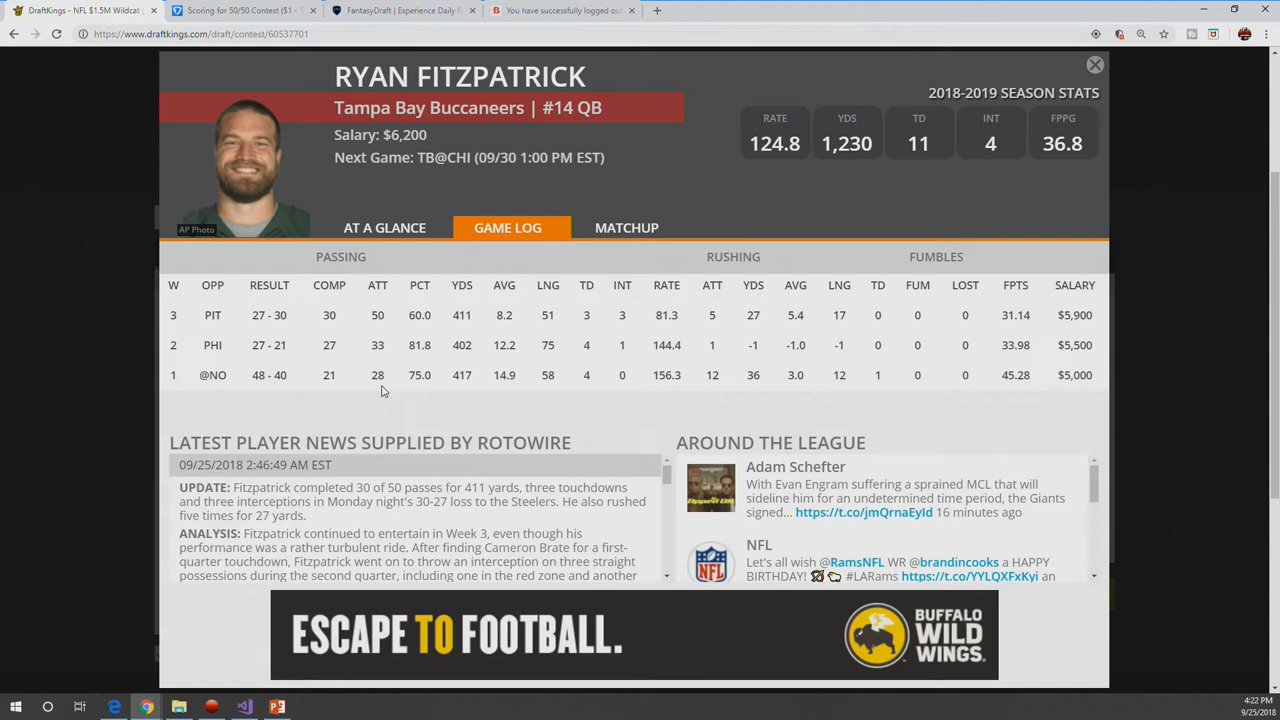 DraftKings - NFL $1.5M Wildcat
Scoring for 50/50 Contest ($1 - T
FantasyDraft | Experience Daily F
You have successfully logged out
https://www.draftkings.com/draft/contest/60537701
RYAN FITZPATRICK
Tampa Bay Buccaneers | #14 QB
Salary: $6,200
Next Game: TB@CHI (09/30 1:00 PM EST)
AP Photo
2018-2019 SEASON STATS
RATE YDS TD INT FPPG
124.8 1,230 11 4 36.8
AT A GLANCE GAME LOG MATCHUP
PASSING RUSHING FUMBLES
W OPP RESULT COMP ATT PCT YDS AVG LNG TD INT RATE ATT YDS AVG LNG TD FUM LOST FPTS SALARY
3 PIT 27 - 30 30 50 60.0 411 8.2 51 3 3 81.3 5 27 5.4 17 0 0 0 31.14 $5,900
2 PHI 27 - 21 27 33 81.8 402 12.2 75 4 1 144.4 1 -1 -1.0 -1 0 0 0 33.98 $5,500
1 @NO 48 - 40 21 28 75.0 417 14.9 58 4 0 156.3 12 36 3.0 12 1 0 0 45.28 $5,000
LATEST PLAYER NEWS SUPPLIED BY ROTOWIRE
09/25/2018 2:46:49 AM EST
UPDATE: Fitzpatrick completed 30 of 50 passes for 411 yards, three touchdowns
and three interceptions in Monday night's 30-27 loss to the Steelers. He also rushed
five times for 27 yards.
ANALYSIS: Fitzpatrick continued to entertain in Week 3, even though his
performance was a rather turbulent ride. After finding Cameron Brate for a first-
quarter touchdown, Fitzpatrick went on to throw an interception on three straight
possessions during the second quarter, including one in the red zone and another
AROUND THE LEAGUE
Adam Schefter
With Evan Engram suffering a sprained MCL that will
sideline him for an undetermined time period, the Giants
signed... https://t.co/jmQrnaEyId 16 minutes ago
NFL
NFL
Let's all wish @RamsNFL WR @brandincooks a HAPPY
BIRTHDAY! #LARams https://t.co/YYLQXFxKyi an
ESCAPE TO FOOTBALL.
BUFFALO
WILD
WINGS
4:22 PM
9/25/2018